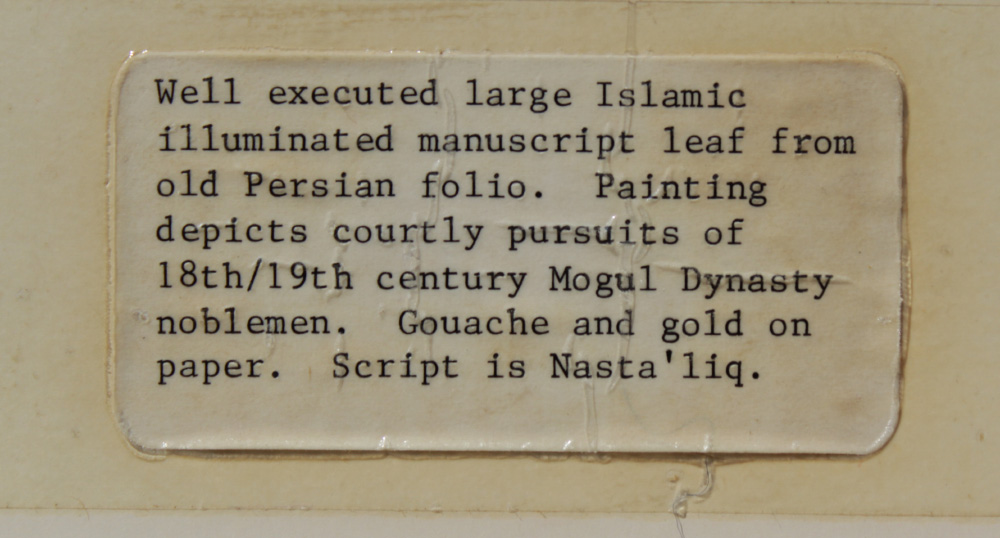 Well executed large Islamic
illuminated manuscript leaf from
old Persian folio.  Painting
depicts courtly pursuits of
18th/19th century Mogul Dynasty
noblemen.  Gouache and gold on
paper.  Script is Nasta'liq.